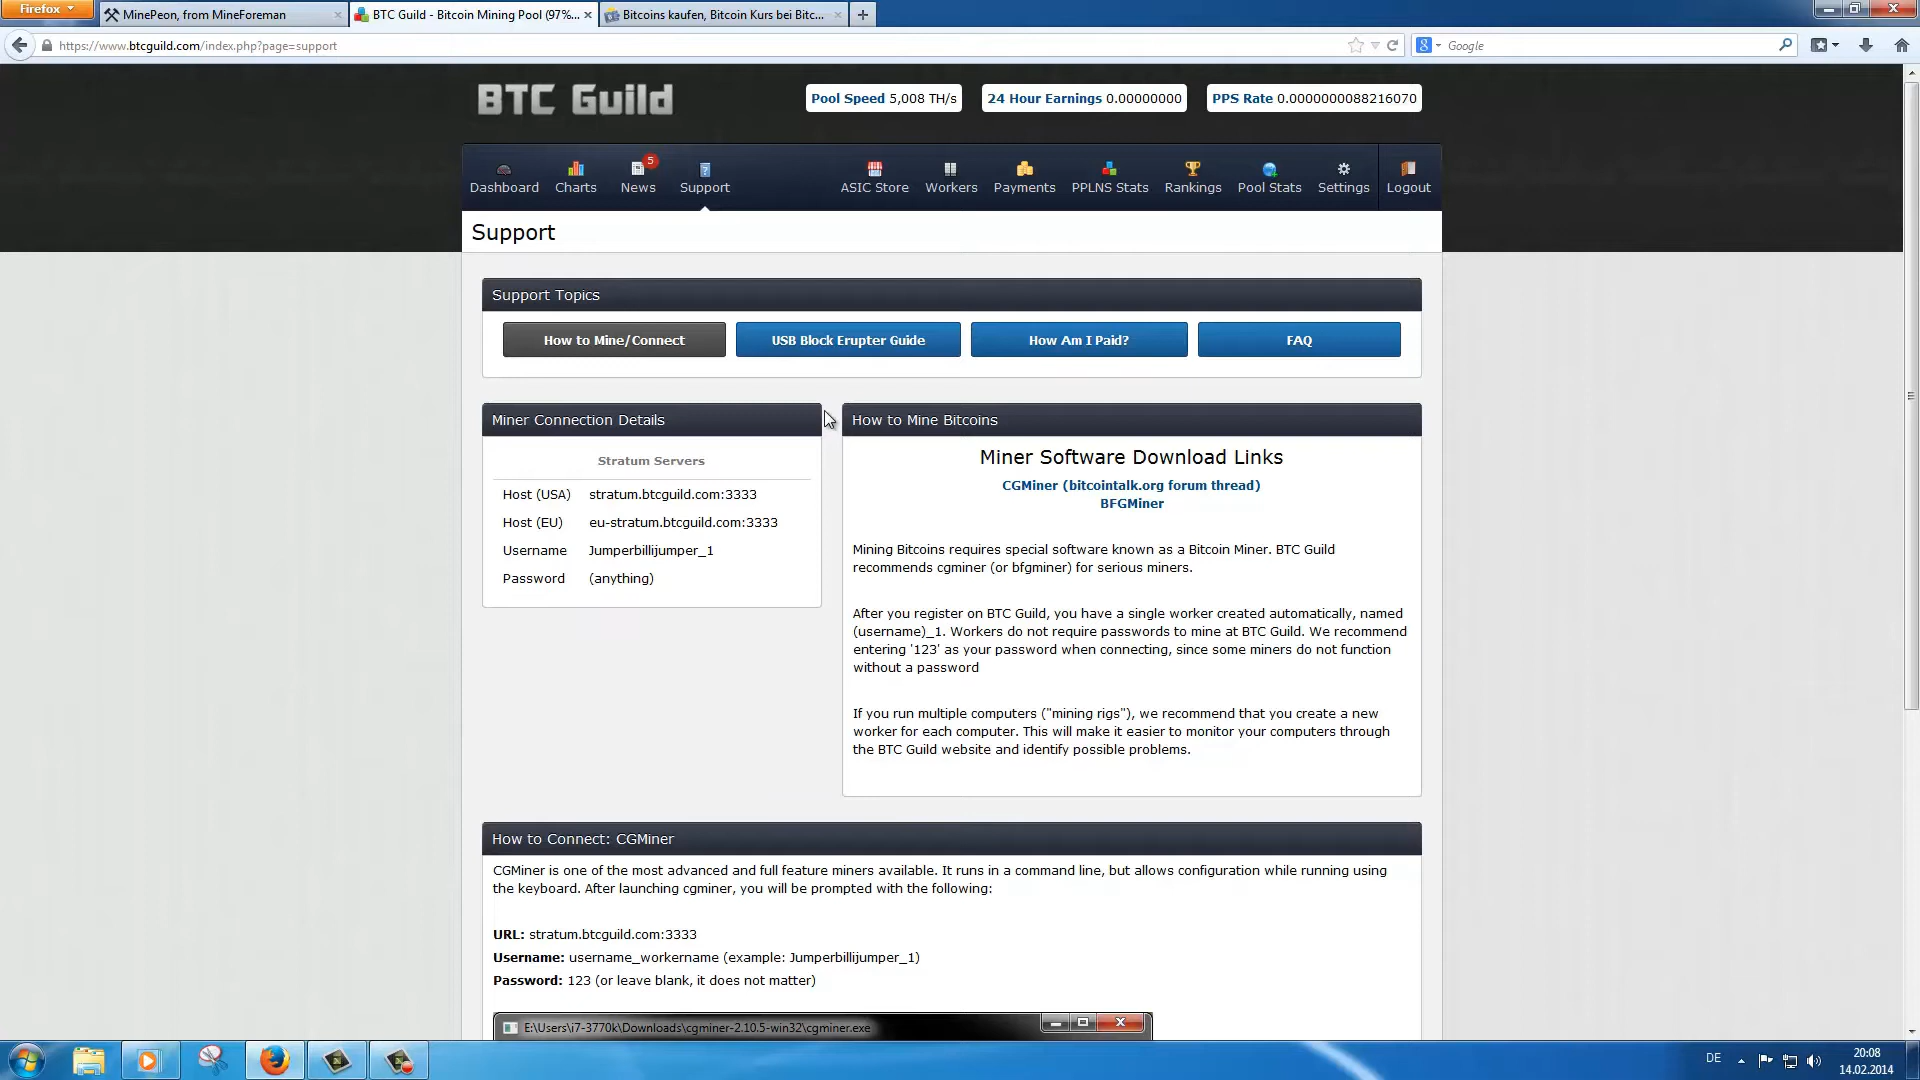 Firefox
MinePeon, from MineForeman
BTC Guild - Bitcoin Mining Pool (97%...
Bitcoins kaufen, Bitcoin Kurs bei Bitc...
https://www.btcguild.com/index.php?page=support
Google
BTC Guild
Pool Speed 5,008 TH/s
24 Hour Earnings 0.00000000
PPS Rate 0.0000000088216070
5
Dashboard
Charts
News
Support
ASIC Store
Workers
Payments
PPLNS Stats
Rankings
Pool Stats
Settings
Logout
Support
Support Topics
How to Mine/Connect
USB Block Erupter Guide
How Am I Paid?
FAQ
Miner Connection Details
Stratum Servers
Host (USA) stratum.btcguild.com:3333
Host (EU) eu-stratum.btcguild.com:3333
Username Jumperbillijumper_1
Password (anything)
How to Mine Bitcoins
Miner Software Download Links
CGMiner (bitcointalk.org forum thread)
BFGMiner
Mining Bitcoins requires special software known as a Bitcoin Miner. BTC Guild
recommends cgminer (or bfgminer) for serious miners.
After you register on BTC Guild, you have a single worker created automatically, named
(username)_1. Workers do not require passwords to mine at BTC Guild. We recommend
entering '123' as your password when connecting, since some miners do not function
without a password
If you run multiple computers ("mining rigs"), we recommend that you create a new
worker for each computer. This will make it easier to monitor your computers through
the BTC Guild website and identify possible problems.
How to Connect: CGMiner
CGMiner is one of the most advanced and full feature miners available. It runs in a command line, but allows configuration while running using
the keyboard. After launching cgminer, you will be prompted with the following:
URL: stratum.btcguild.com:3333
Username: username_workername (example: Jumperbillijumper_1)
Password: 123 (or leave blank, it does not matter)
E:\Users\i7-3770k\Downloads\cgminer-2.10.5-win32\cgminer.exe
DE
20:08
14.02.2014